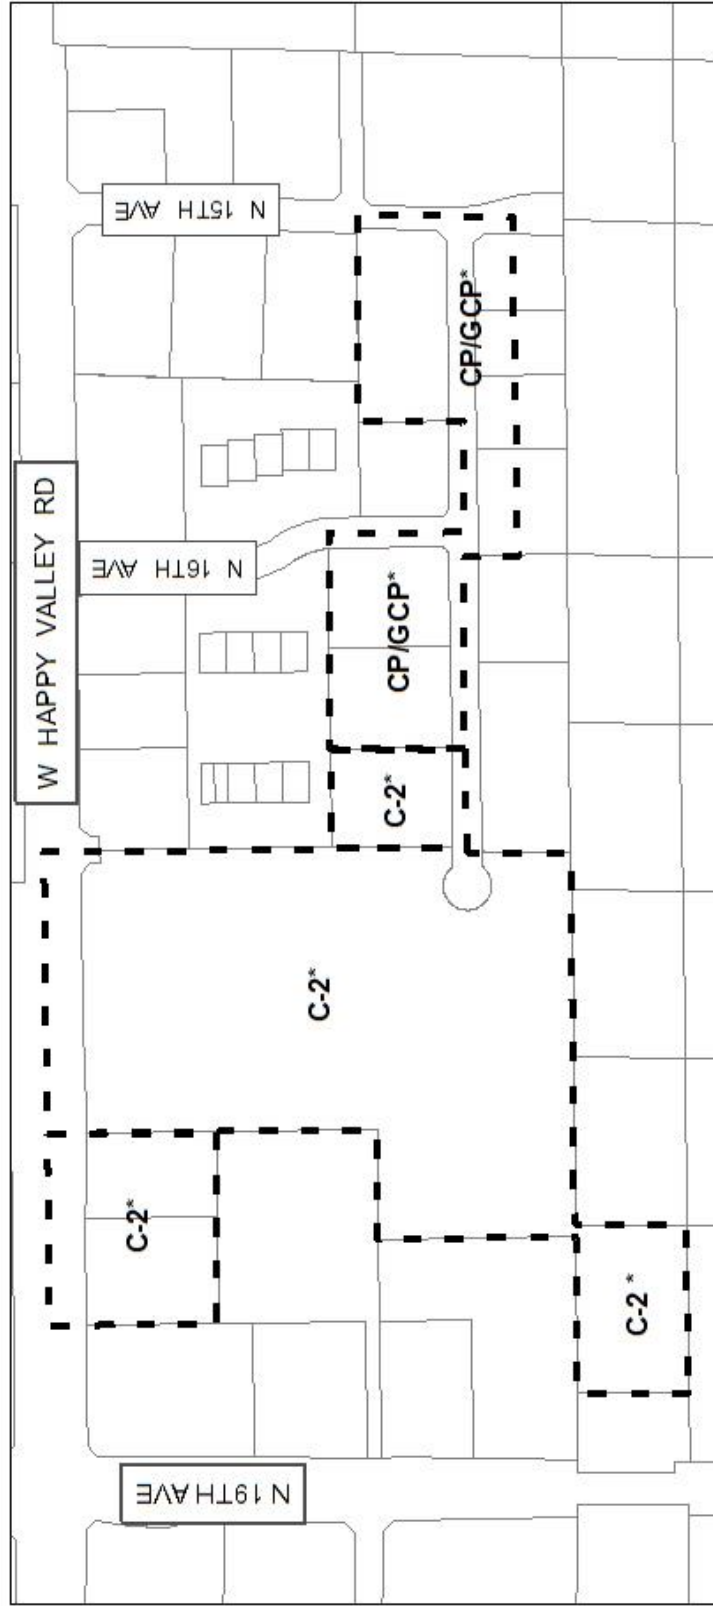 W HAPPY VALLEY RD
N 15TH AVE
N 16TH AVE
N 19TH AVE
CP/GCP*
CP/GCP*
C-2*
C-2*
C-2*
C-2*